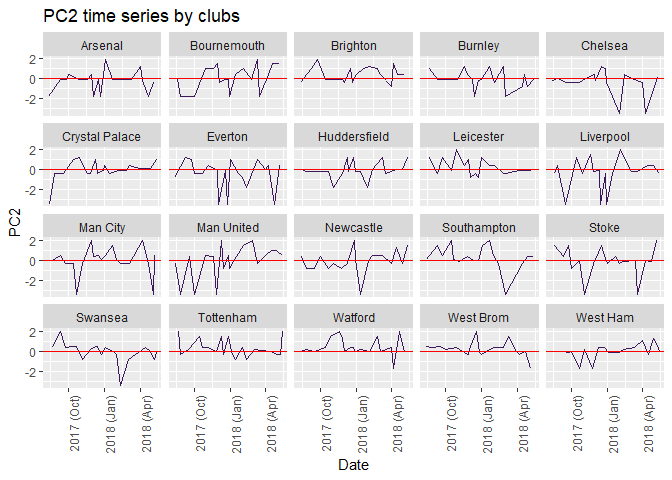 PC2 time series by clubs
Arsenal Bournemouth Brighton Burnley Chelsea
2
0
-2
Crystal Palace Everton Huddersfield Leicester Liverpool
2
0
-2
Man City Man United Newcastle Southampton Stoke
2
0
-2
Swansea Tottenham Watford West Brom West Ham
2
0
-2
PC2
2017 (Oct) 2018 (Jan) 2018 (Apr) 2017 (Oct) 2018 (Jan) 2018 (Apr) 2017 (Oct) 2018 (Jan) 2018 (Apr) 2017 (Oct) 2018 (Jan) 2018 (Apr) 2017 (Oct) 2018 (Jan) 2018 (Apr)
Date